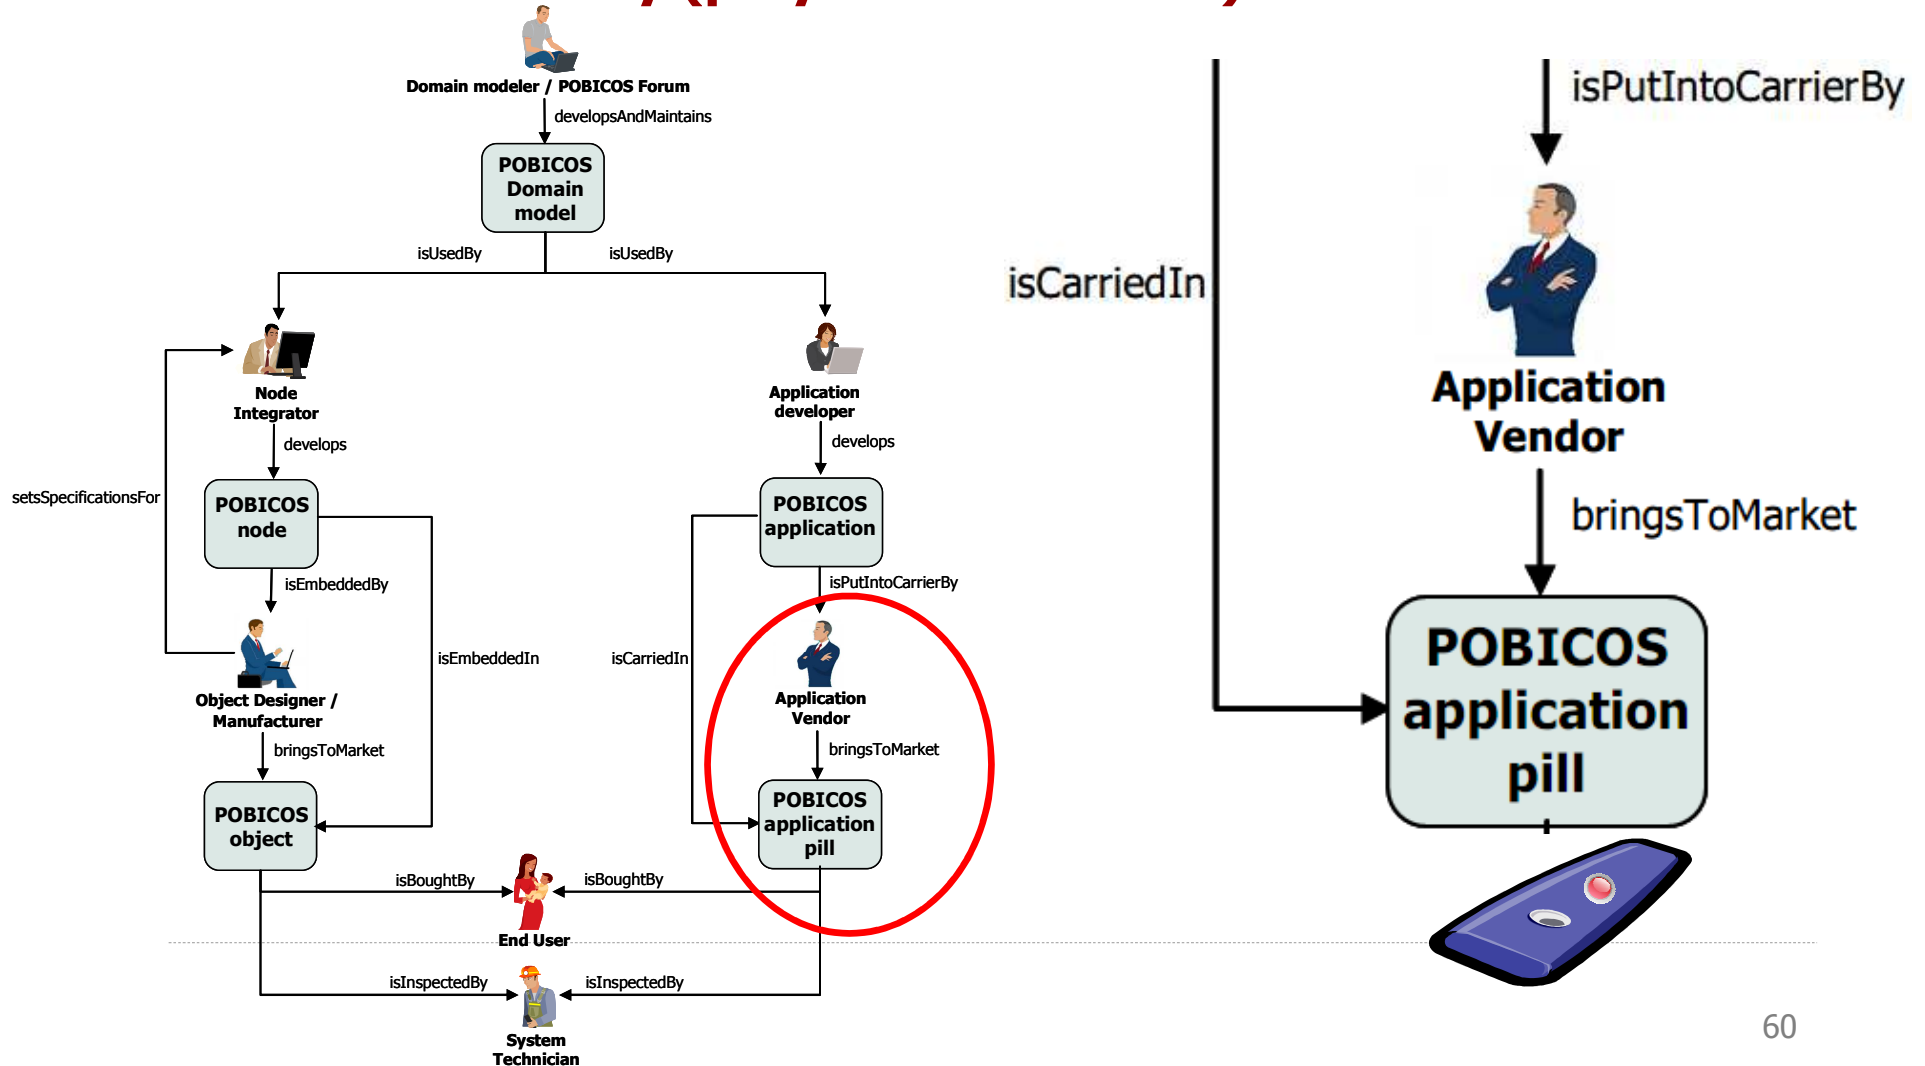 Domain modeler / POBICOS Forum
developsAndMaintains
POBICOS
Domain
model
isUsedBy
isUsedBy
Node
Integrator
Application
developer
develops
develops
setsSpecificationsFor
POBICOS
node
POBICOS
application
isEmbeddedBy
isPutIntoCarrierBy
isEmbeddedIn
isCarriedIn
Object Designer /
Manufacturer
Application
Vendor
bringsToMarket
bringsToMarket
POBICOS
object
POBICOS
application
pill
isBoughtBy
isBoughtBy
End User
isInspectedBy
isInspectedBy
System
Technician
isPutIntoCarrierBy
isCarriedIn
Application
Vendor
bringsToMarket
POBICOS
application
pill
60